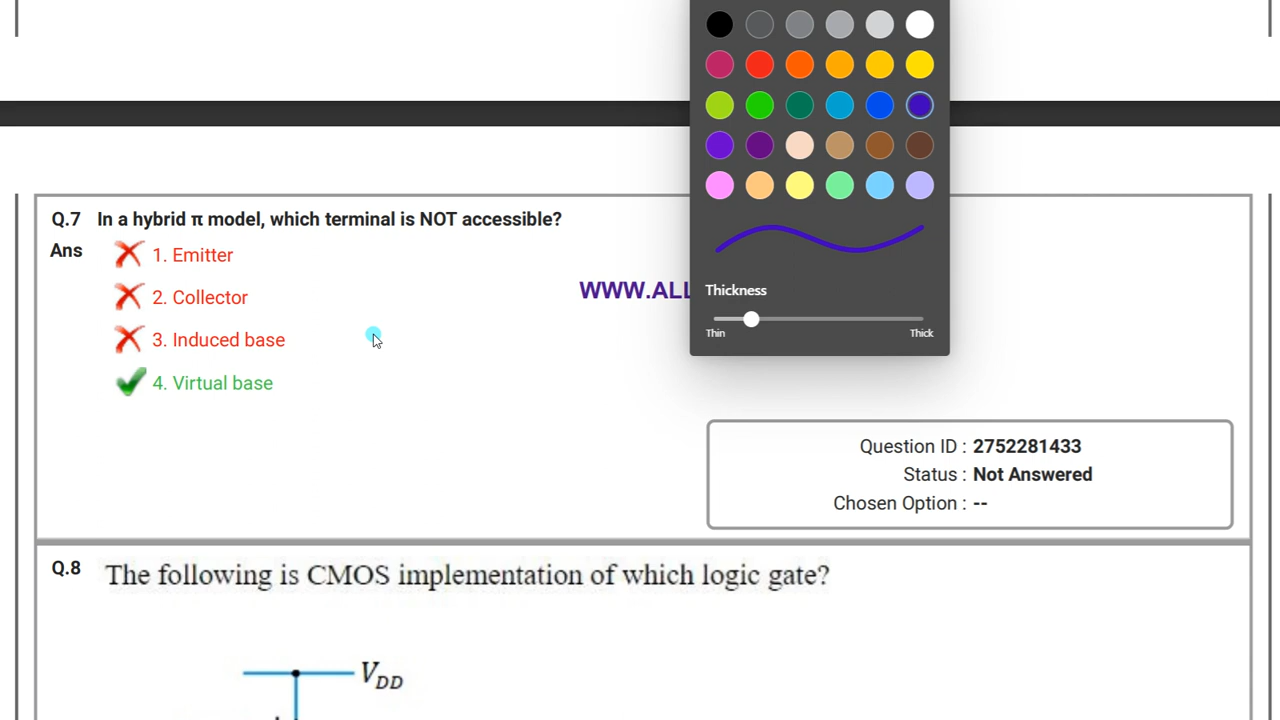 Q.7 In a hybrid π model, which terminal is NOT accessible?
Ans 1. Emitter
2. Collector
WWW.ALL
3. Induced base
4. Virtual base
Thickness
Thin Thick
Question ID : 2752281433
Status : Not Answered
Chosen Option : --
Q.8 The following is CMOS implementation of which logic gate?
VDD